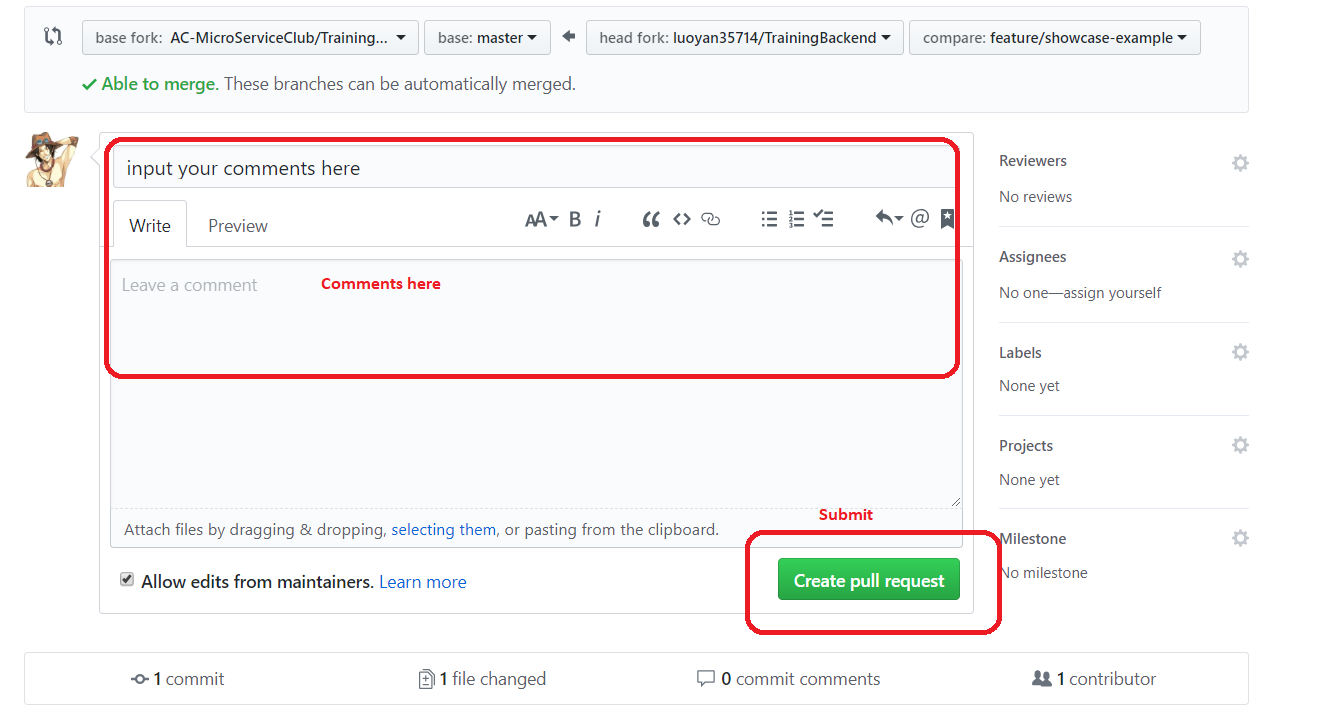 base fork: AC-MicroServiceClub/Training... base: master head fork: luoyan35714/TrainingBackend compare: feature/showcase-example
Able to merge. These branches can be automatically merged.
input your comments here
Write Preview AA B i @
Leave a comment Comments here
Attach files by dragging & dropping, selecting them, or pasting from the clipboard.
Submit
Allow edits from maintainers. Learn more
Create pull request
Reviewers
No reviews
Assignees
No one—assign yourself
Labels
None yet
Projects
None yet
Milestone
No milestone
1 commit 1 file changed 0 commit comments 1 contributor